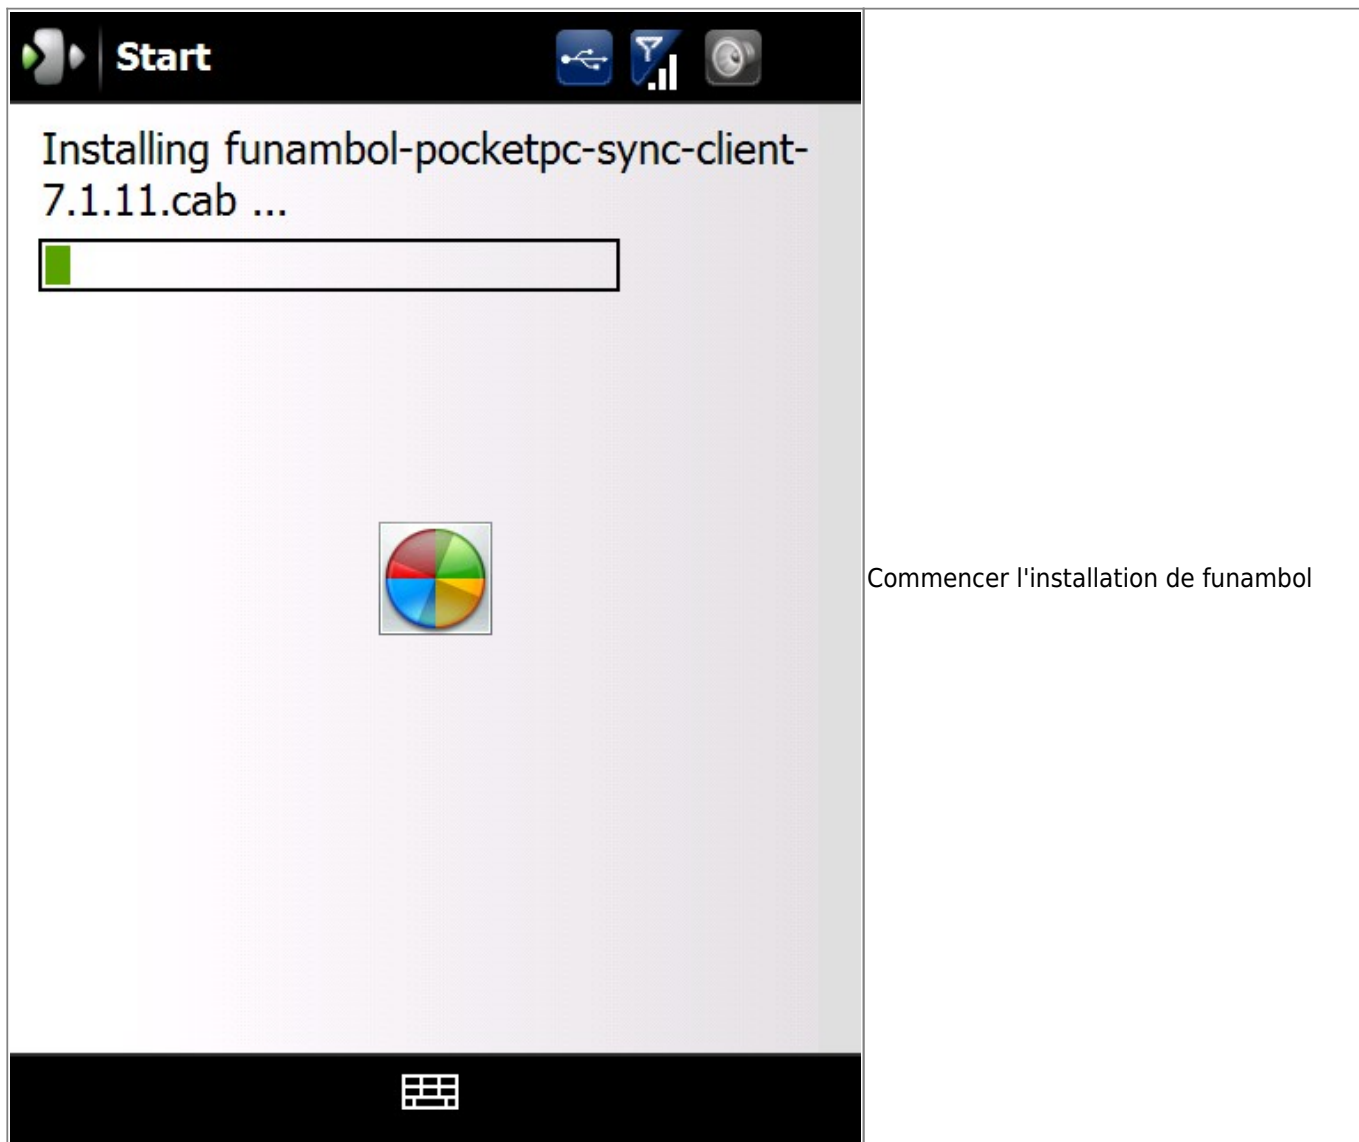 Start
Installing funambol-pocketpc-sync-client-
7.1.11.cab ...
Commencer l'installation de funambol